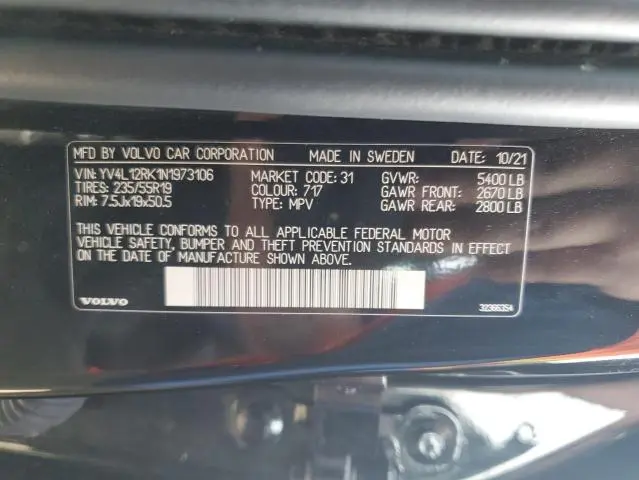 MFD BY VOLVO CAR CORPORATION MADE IN SWEDEN DATE: 10/21
VIN: YV4L12RK1N1973106 MARKET CODE: 31 GVWR: 5400 LB
TIRES: 235/55R19 COLOUR: 717 GAWR FRONT: 2670 LB
RIM: 7.5Jx19x50.5 TYPE: MPV GAWR REAR: 2800 LB
THIS VEHICLE CONFORMS TO ALL APPLICABLE FEDERAL MOTOR
VEHICLE SAFETY, BUMPER AND THEFT PREVENTION STANDARDS IN EFFECT
ON THE DATE OF MANUFACTURE SHOWN ABOVE.
VOLVO